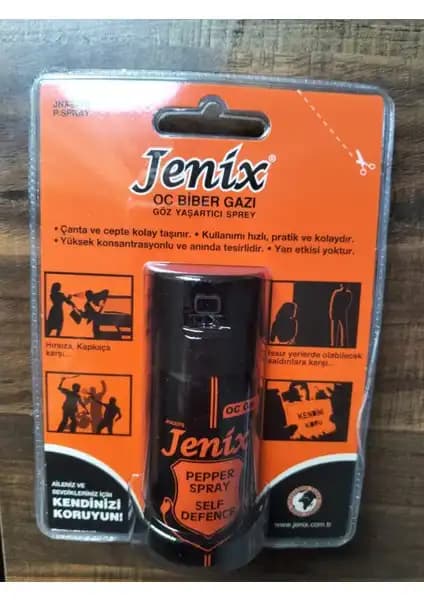 P.SPRAY
Jenix®
OC BİBER GAZI
GÖZ YAŞARTICI SPREY
• Çanta ve cepte kolay taşınır. • Kullanımı hızlı, pratik ve kolaydır.
• Yüksek konsantrasyonlu ve anında tesirlidir. • Yan etkisi yoktur.
Hırsıza, Kapkaça
karşı...
Issız yerlerde olabilecek
saldırılara karşı...
KENDİNİ
KORU
OC
Jenix
PEPPER
SPRAY
SELF
DEFENCE
AİLENİZ VE
SEVDİKLERİNİZ İÇİN
KENDİNİZİ
KORUYUN!
www.jenix.com.tr